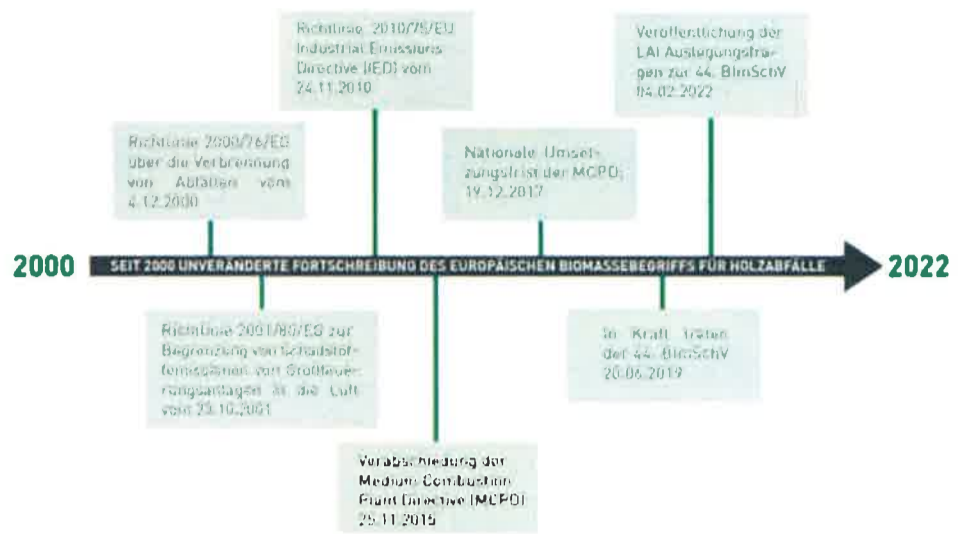 Richtlinie 2010/75/EU
Industrial Emissions
Directive (IED) vom
24.11.2010
Veröffentlichung der
LAI Auslegungsfra-
gen zur 44. BImSchV
04.02.2022
Richtlinie 2000/76/EG
über die Verbrennung
von Abfällen vom
4.12.2000
Nationale Umset-
zungsfrist der MCPD;
19.12.2017
2000
SEIT 2000 UNVERÄNDERTE FORTSCHREIBUNG DES EUROPÄISCHEN BIOMASSEBEGRIFFS FÜR HOLZABFÄLLE
2022
Richtlinie 2001/80/EG zur
Begrenzung von Schadstof-
femissionen von Großfeue-
rungsanlagen in die Luft
vom 23.10.2001
In Kraft treten
der 44. BImSchV
20.06.2019
Verabschiedung der
Medium Combustion
Plant Directive (MCPD)
25.11.2015